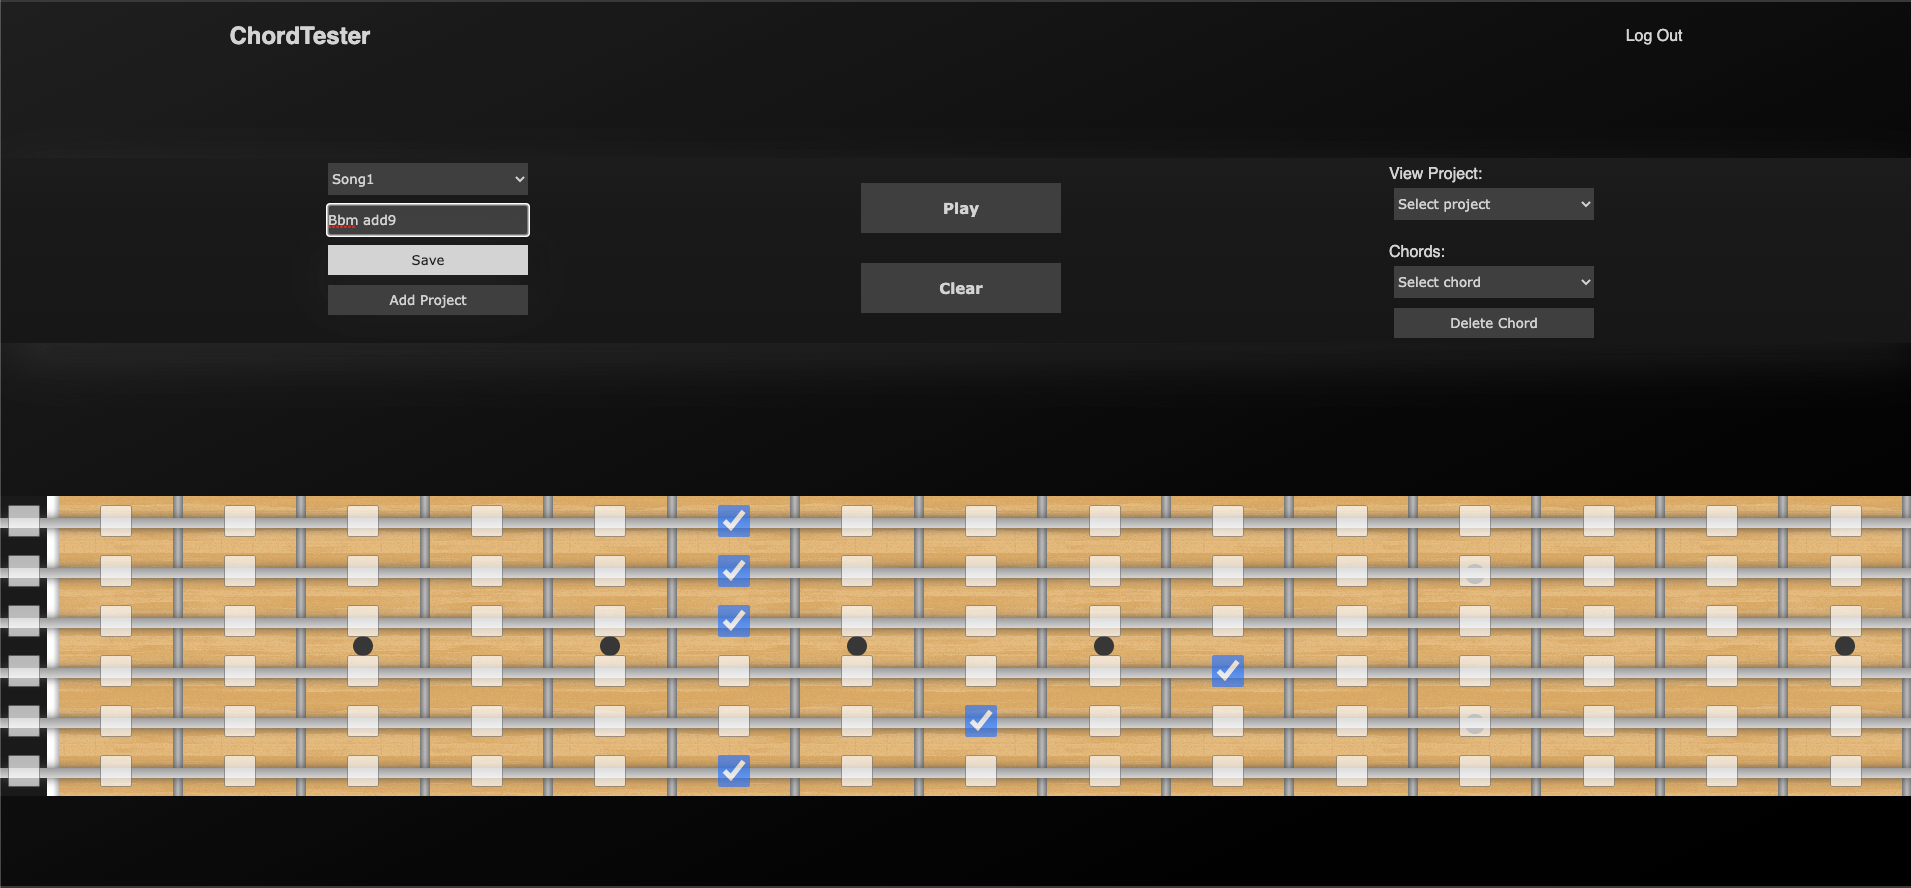 ChordTester
Log Out
Song1
Bbm add9
Save
Add Project
Play
Clear
View Project:
Select project
Chords:
Select chord
Delete Chord